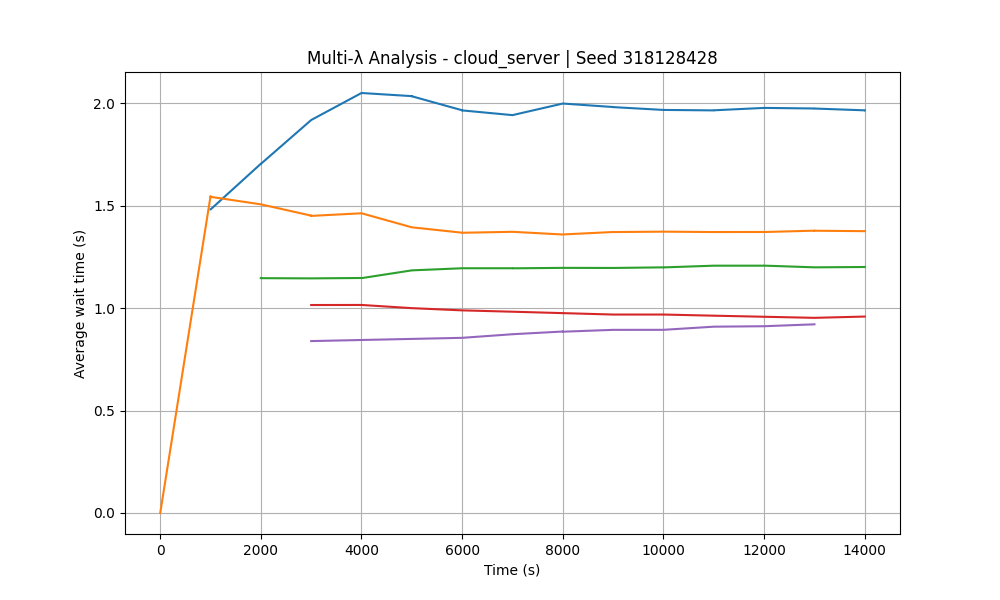 Multi-λ Analysis - cloud_server | Seed 318128428
Average wait time (s)
2.0
1.5
1.0
0.5
0.0
0 2000 4000 6000 8000 10000 12000 14000
Time (s)